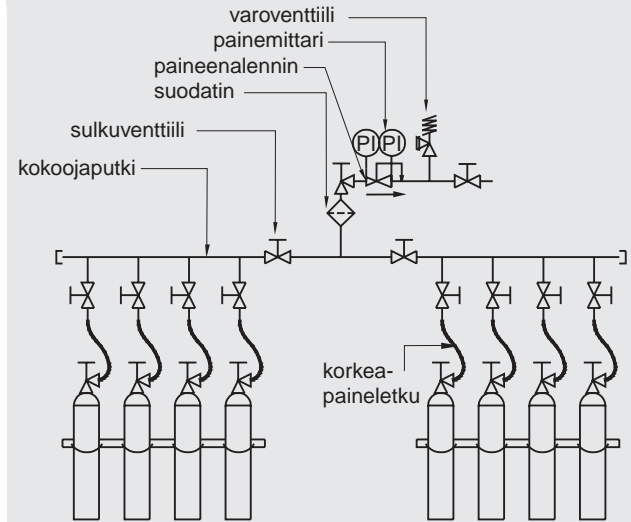 varoventtiili
painemittari
paineenalennin
suodatin
PI PI
sulkuventtiili
kokoojaputki
korkea-
paineletku